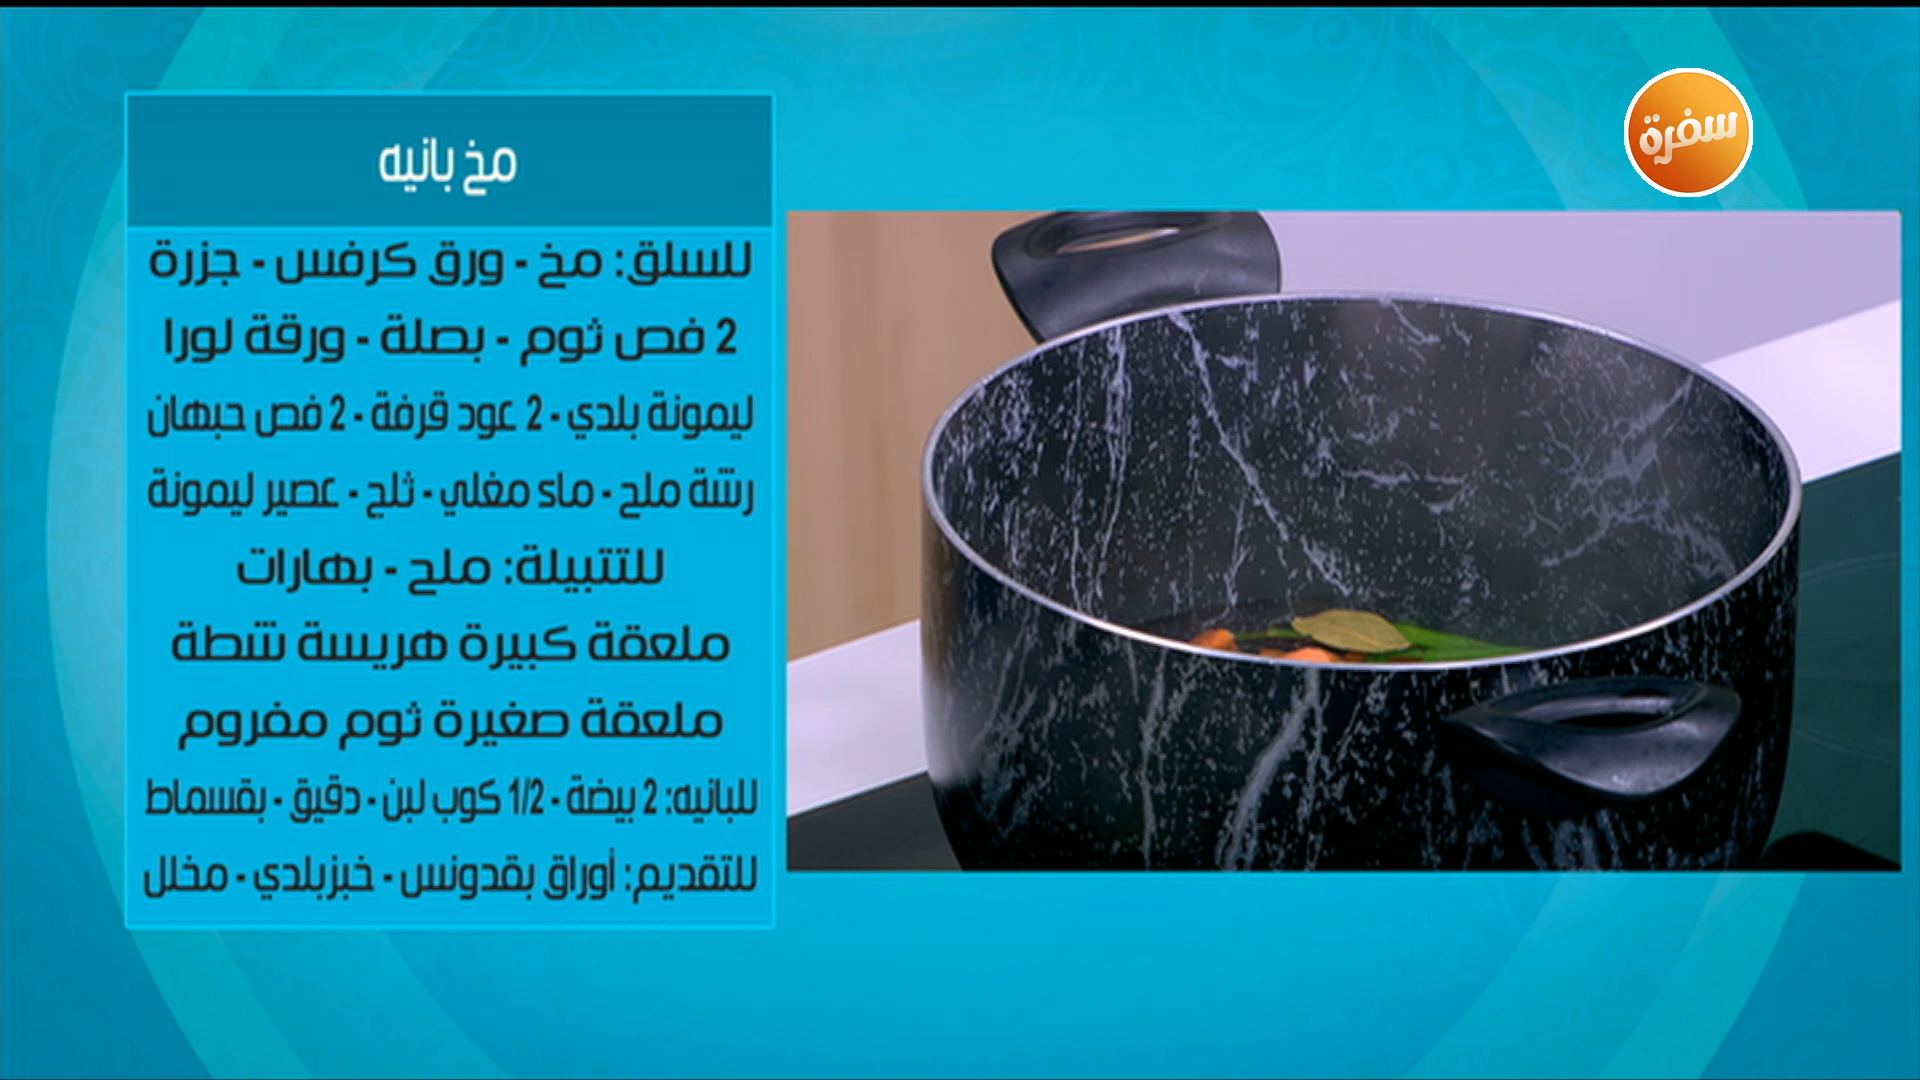 سفرة
مخ بانيه
للسلق: مخ - ورق كرفس - جزرة
2 فص ثوم - بصلة - ورقة لورا
ليمونة بلدي - 2 عود قرفة - 2 فص حبهان
رشة ملح - ماء مغلي - ثلج - عصير ليمونة
للتتبيلة: ملح - بهارات
ملعقة كبيرة هريسة شطة
ملعقة صغيرة ثوم مفروم
للبانيه: 2 بيضة - 1/2 كوب لبن - دقيق - بقسماط
للتقديم: أوراق بقدونس - خبزبلدي - مخلل